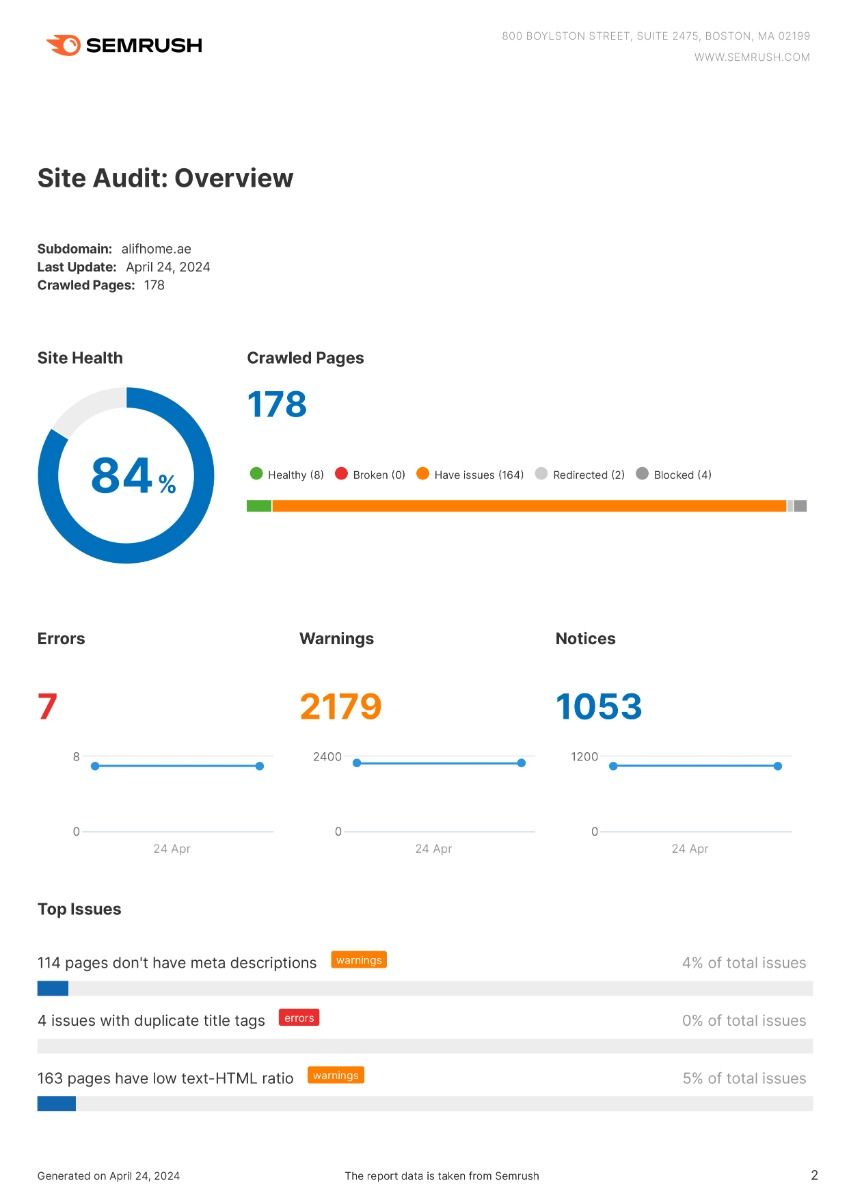 SEMRUSH
800 BOYLSTON STREET, SUITE 2475, BOSTON, MA 02199
WWW.SEMRUSH.COM
Site Audit: Overview
Subdomain: alifhome.ae
Last Update: April 24, 2024
Crawled Pages: 178
Site Health
84%
Crawled Pages
178
Healthy (8) Broken (0) Have issues (164) Redirected (2) Blocked (4)
Errors Warnings Notices
7 2179 1053
8 2400 1200
0 0 0
24 Apr 24 Apr 24 Apr
Top Issues
114 pages don't have meta descriptions warnings 4% of total issues
4 issues with duplicate title tags errors 0% of total issues
163 pages have low text-HTML ratio warnings 5% of total issues
Generated on April 24, 2024 The report data is taken from Semrush 2